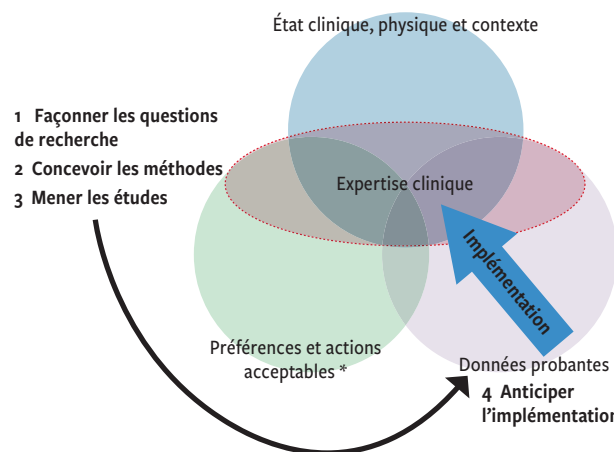 État clinique, physique et contexte
1 Façonner les questions
de recherche
2 Concevoir les méthodes
3 Mener les études
Expertise clinique
Implémentation
Préférences et actions
acceptables *
Données probantes
4 Anticiper
l’implémentation